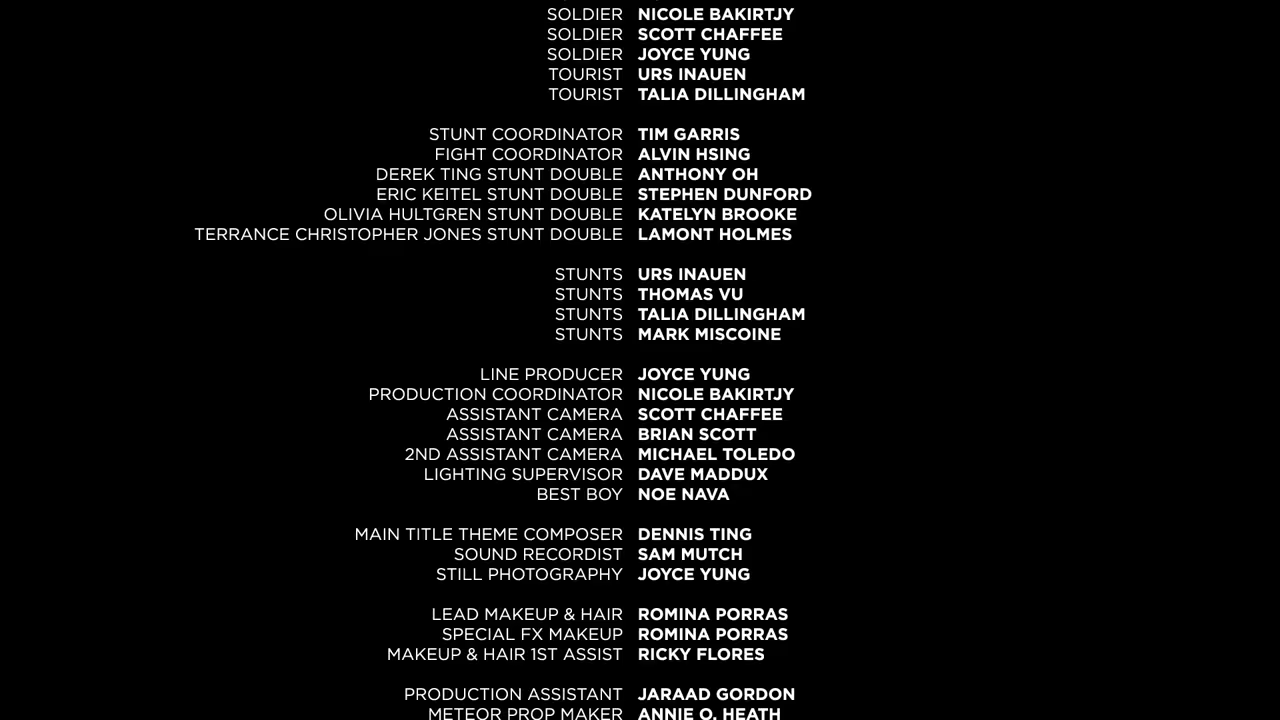 SOLDIER NICOLE BAKIRTJY
SOLDIER SCOTT CHAFFEE
SOLDIER JOYCE YUNG
TOURIST URS INAUEN
TOURIST TALIA DILLINGHAM
STUNT COORDINATOR TIM GARRIS
FIGHT COORDINATOR ALVIN HSING
DEREK TING STUNT DOUBLE ANTHONY OH
ERIC KEITEL STUNT DOUBLE STEPHEN DUNFORD
OLIVIA HULTGREN STUNT DOUBLE KATELYN BROOKE
TERRANCE CHRISTOPHER JONES STUNT DOUBLE LAMONT HOLMES
STUNTS URS INAUEN
STUNTS THOMAS VU
STUNTS TALIA DILLINGHAM
STUNTS MARK MISCOINE
LINE PRODUCER JOYCE YUNG
PRODUCTION COORDINATOR NICOLE BAKIRTJY
ASSISTANT CAMERA SCOTT CHAFFEE
ASSISTANT CAMERA BRIAN SCOTT
2ND ASSISTANT CAMERA MICHAEL TOLEDO
LIGHTING SUPERVISOR DAVE MADDUX
BEST BOY NOE NAVA
MAIN TITLE THEME COMPOSER DENNIS TING
SOUND RECORDIST SAM MUTCH
STILL PHOTOGRAPHY JOYCE YUNG
LEAD MAKEUP & HAIR ROMINA PORRAS
SPECIAL FX MAKEUP ROMINA PORRAS
MAKEUP & HAIR 1ST ASSIST RICKY FLORES
PRODUCTION ASSISTANT JARAAD GORDON
METEOR PROP MAKER ANNIE O. HEATH